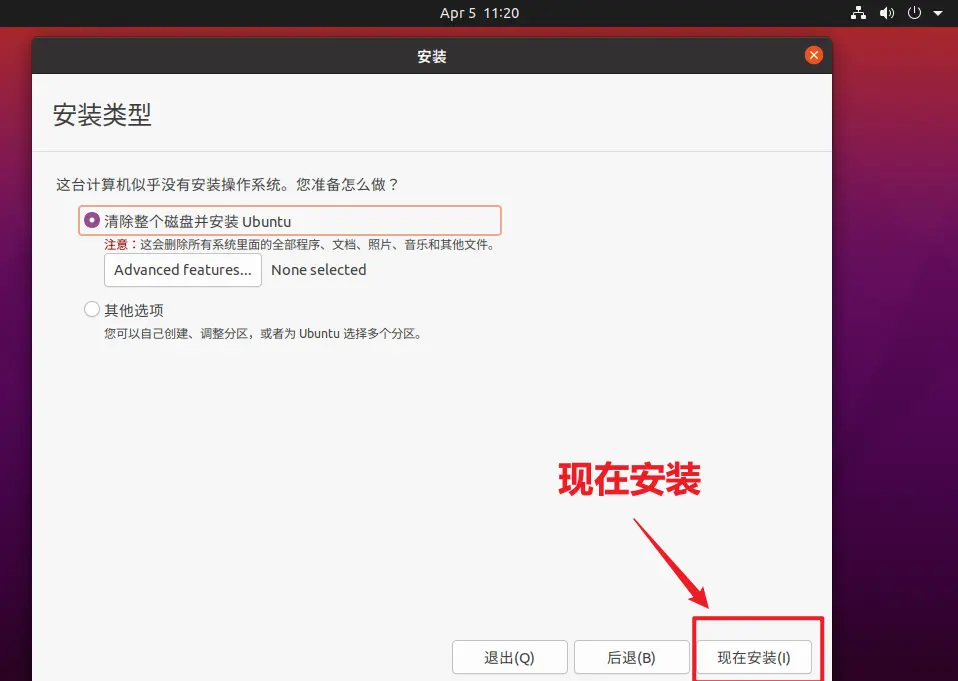 Apr 5 11:20
安装
安装类型
这台计算机似乎没有安装操作系统。您准备怎么做？
清除整个磁盘并安装 Ubuntu
注意：这会删除所有系统里面的全部程序、文档、照片、音乐和其他文件。
Advanced features... None selected
其他选项
您可以自己创建、调整分区，或者为 Ubuntu 选择多个分区。
现在安装
退出(Q) 后退(B) 现在安装(I)